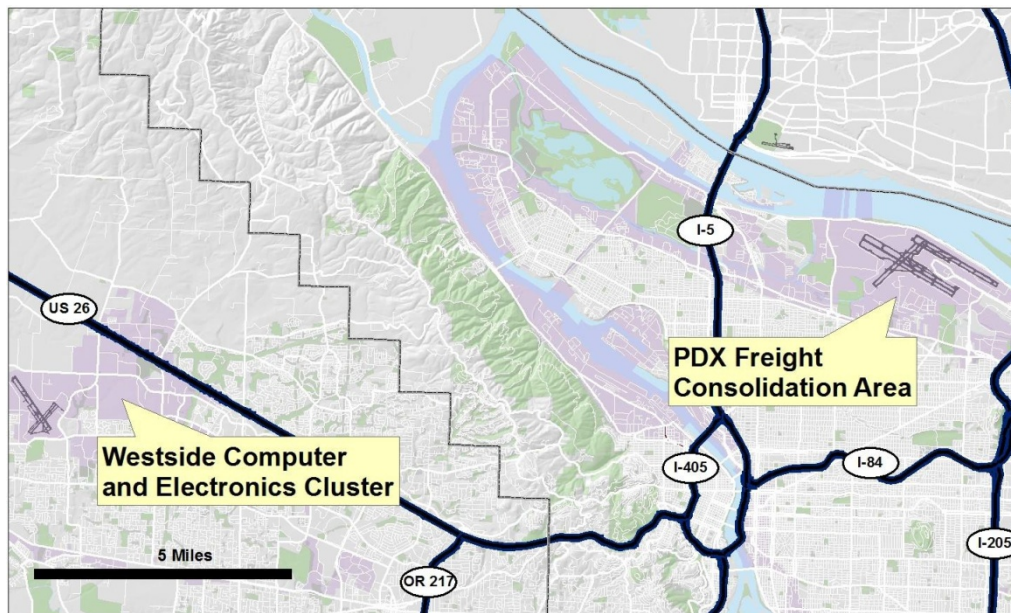 I-5
US 26
PDX Freight
Consolidation Area
Westside Computer
and Electronics Cluster
I-405
I-84
I-205
5 Miles
OR 217